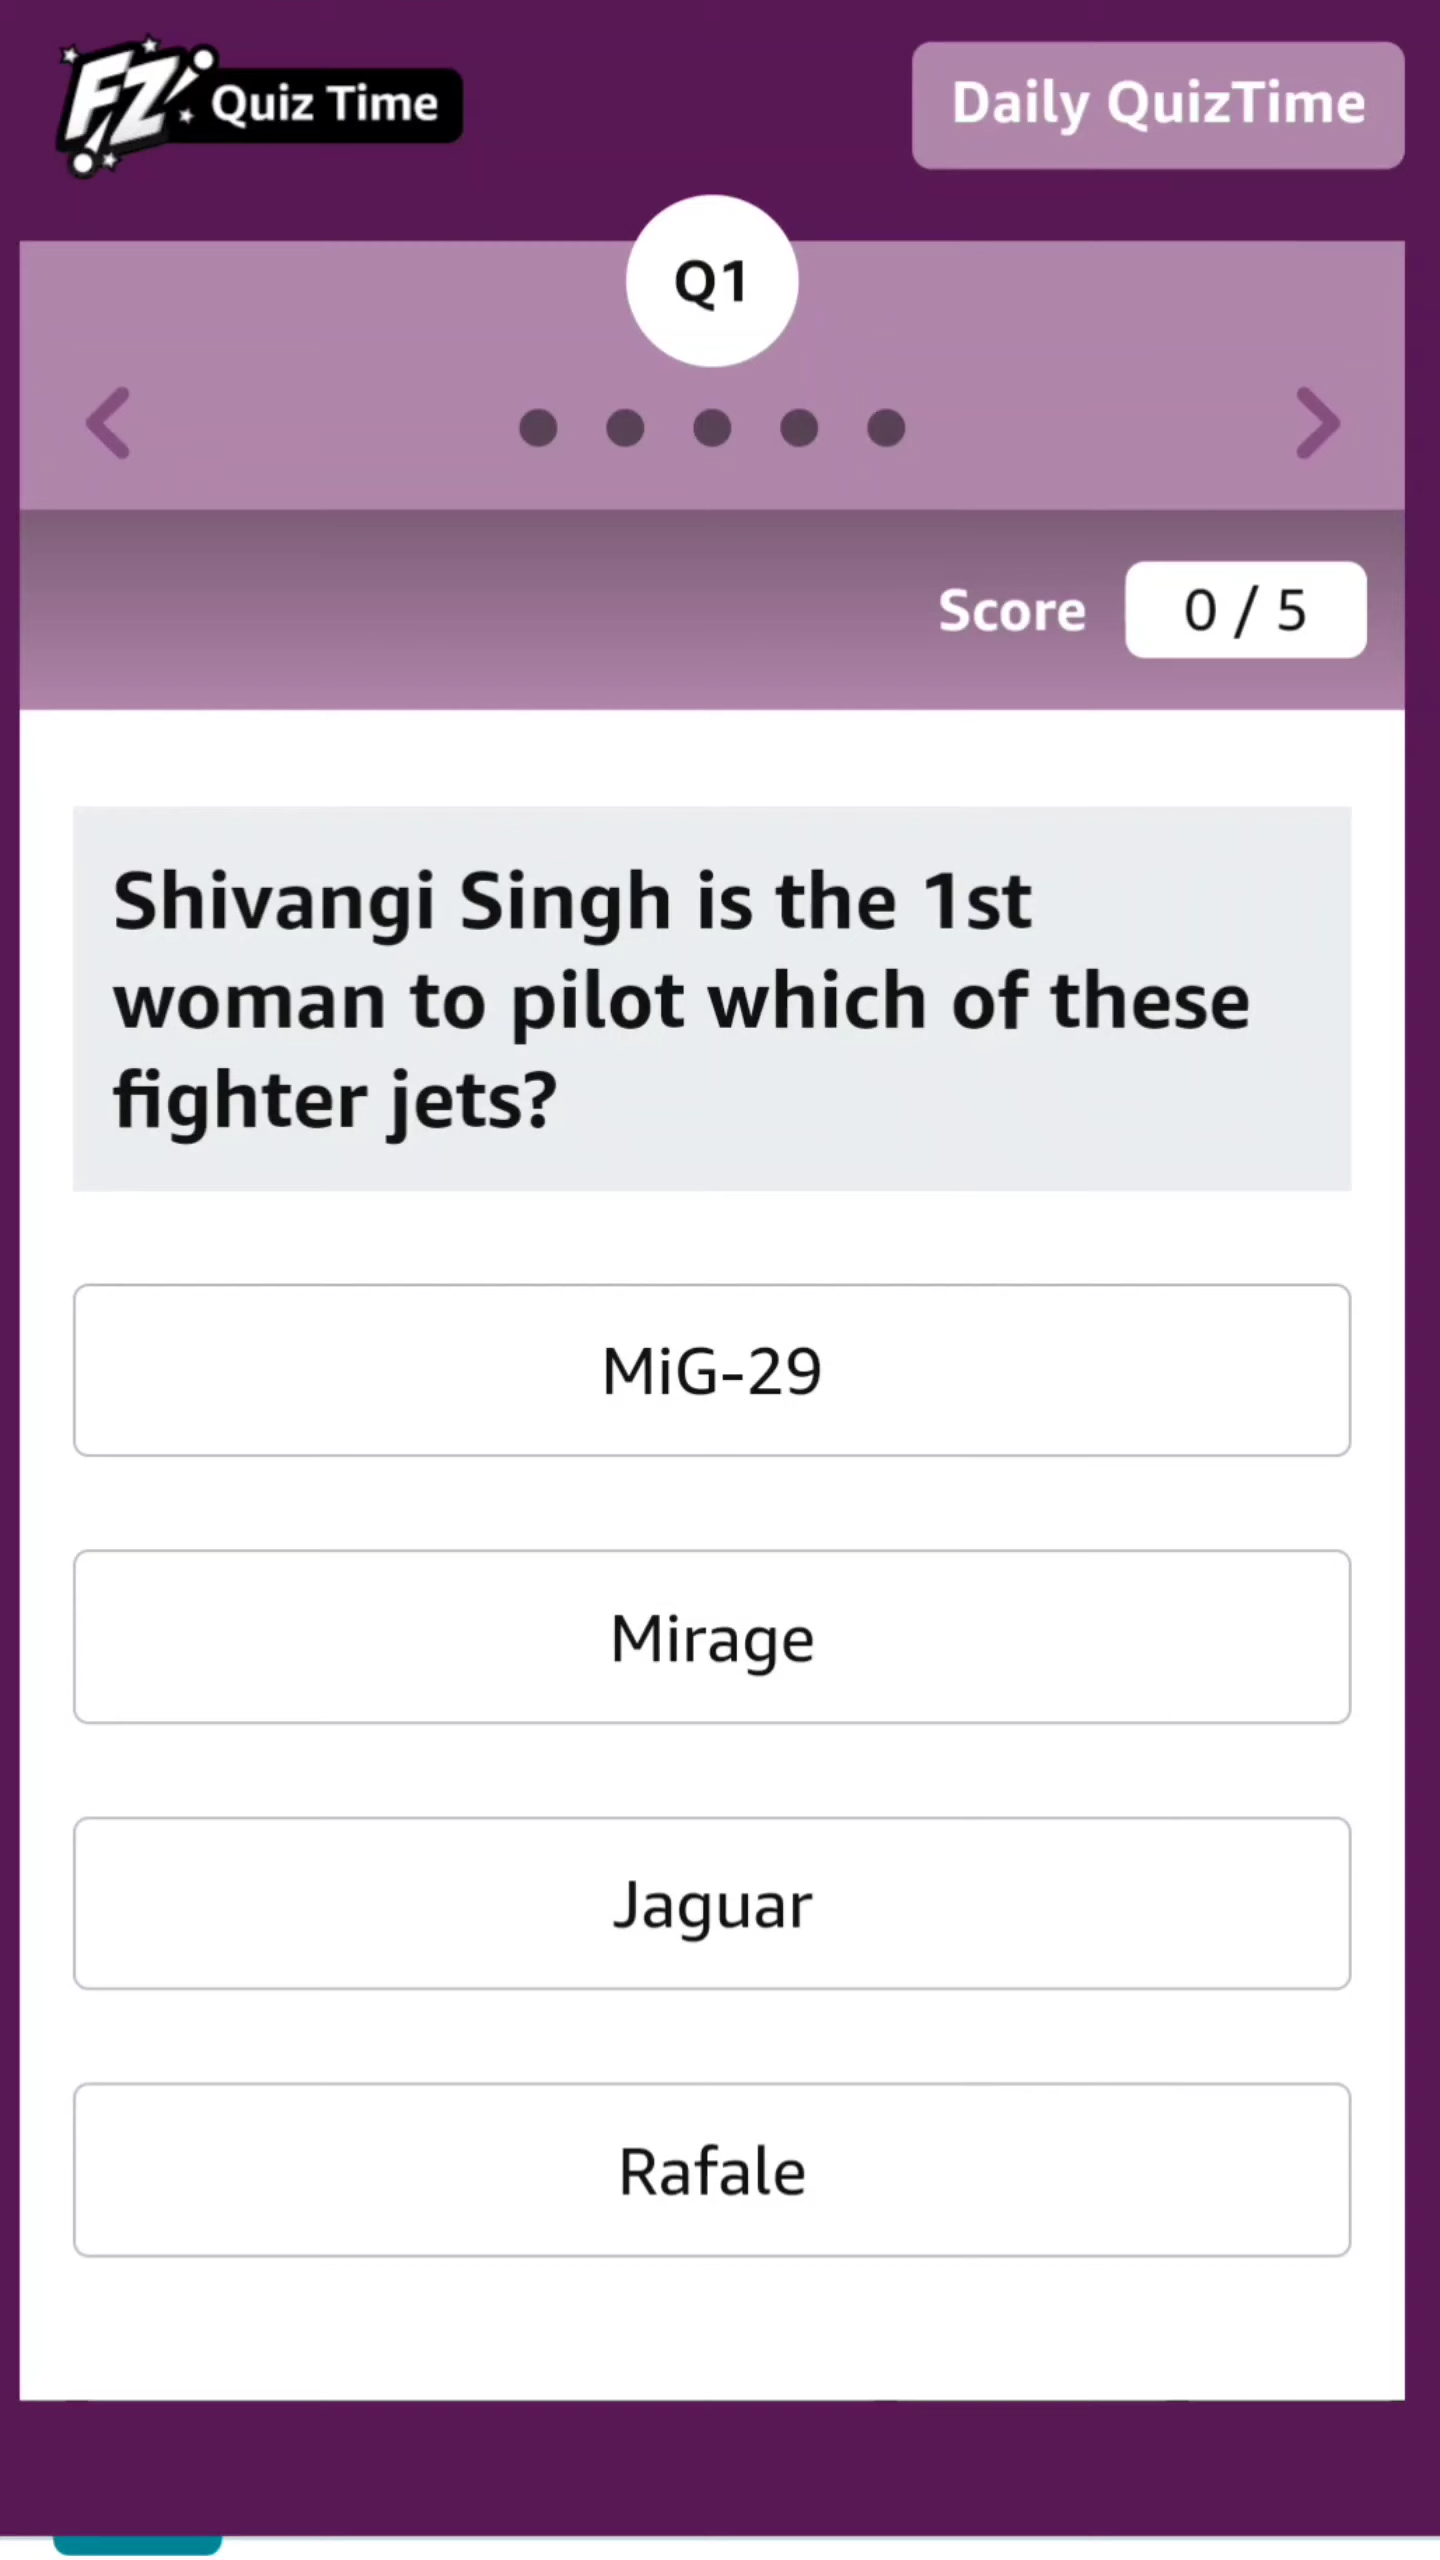 FZ Quiz Time
Daily QuizTime
Q1
Score 0 / 5
Shivangi Singh is the 1st
woman to pilot which of these
fighter jets?
MiG-29
Mirage
Jaguar
Rafale